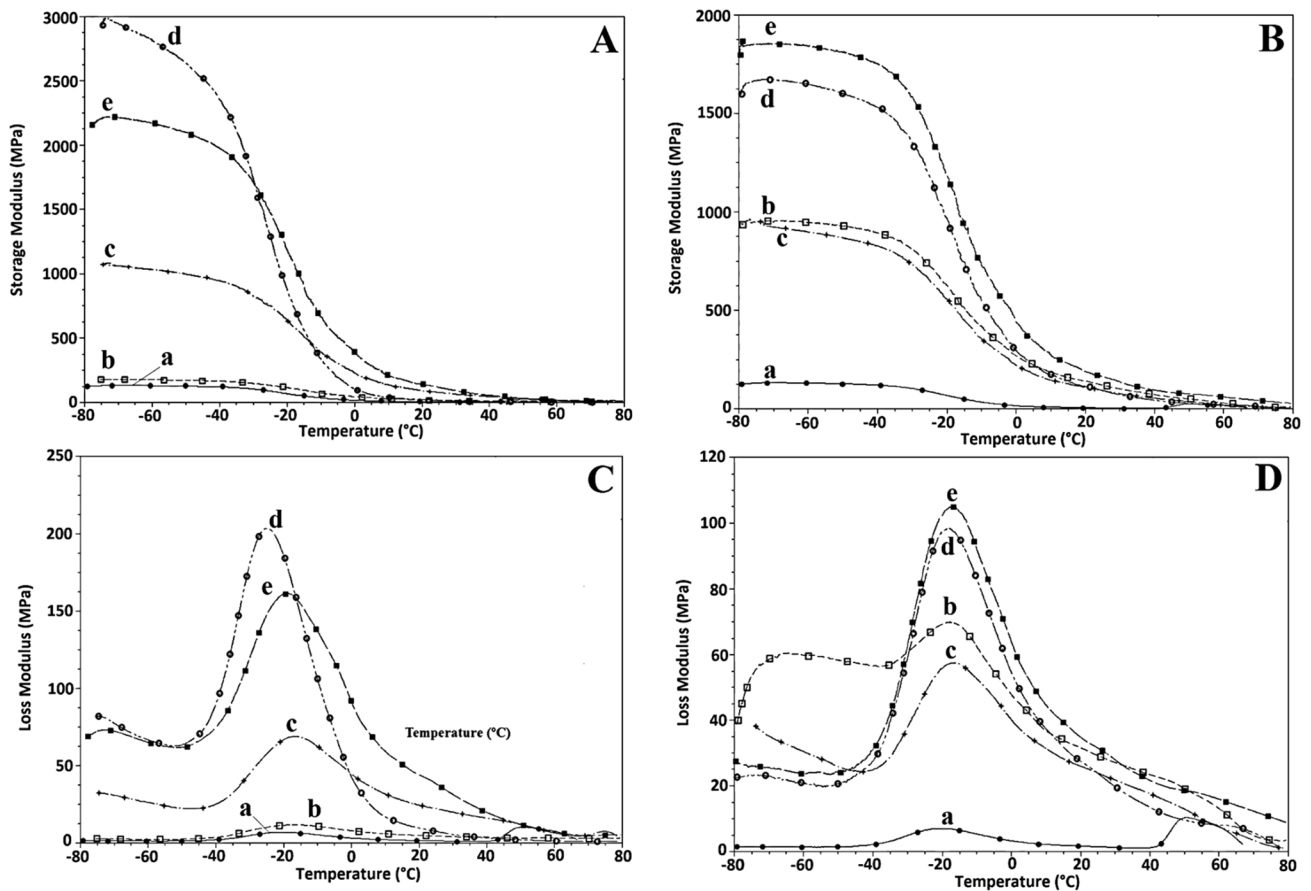 A
3000
2500
2000
1500
1000
500
0
Storage Modulus (MPa)
d
e
c
b
a
-80 -60 -40 -20 0 20 40 60 80
Temperature (°C)
B
2000
1500
1000
500
0
Storage Modulus (MPa)
e
d
b
c
a
-80 -60 -40 -20 0 20 40 60 80
Temperature (°C)
C
250
200
150
100
50
0
Loss Modulus (MPa)
d
e
Temperature (°C)
c
a
b
-80 -60 -40 -20 0 20 40 60 80
Temperature (°C)
D
120
100
80
60
40
20
0
Loss Modulus (MPa)
e
d
b
c
a
-80 -60 -40 -20 0 20 40 60 80
Temperature (°C)